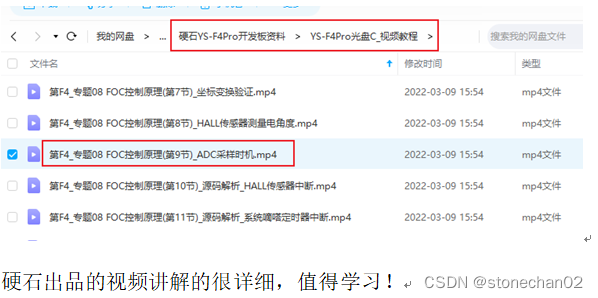 我的网盘 > ... 硬石YS-F4Pro开发板资料 > YS-F4Pro光盘C_视频教程 > 搜索我的网盘文件
文件名 修改时间 类型
第F4_专题08 FOC控制原理(第7节)_坐标变换验证.mp4 2022-03-09 15:54 mp4文件
第F4_专题08 FOC控制原理(第8节)_HALL传感器测量电角度.mp4 2022-03-09 15:54 mp4文件
第F4_专题08 FOC控制原理(第9节)_ADC采样时机.mp4 2022-03-09 15:54 mp4文件
第F4_专题08 FOC控制原理(第10节)_源码解析_HALL传感器中断.mp4 2022-03-09 15:54 mp4文件
第F4_专题08 FOC控制原理(第11节)_源码解析_系统嘀嗒定时器中断.mp4 2022-03-09 15:54 mp4文件
硬石出品的视频讲解的很详细，值得学习！
CSDN @stonechan02